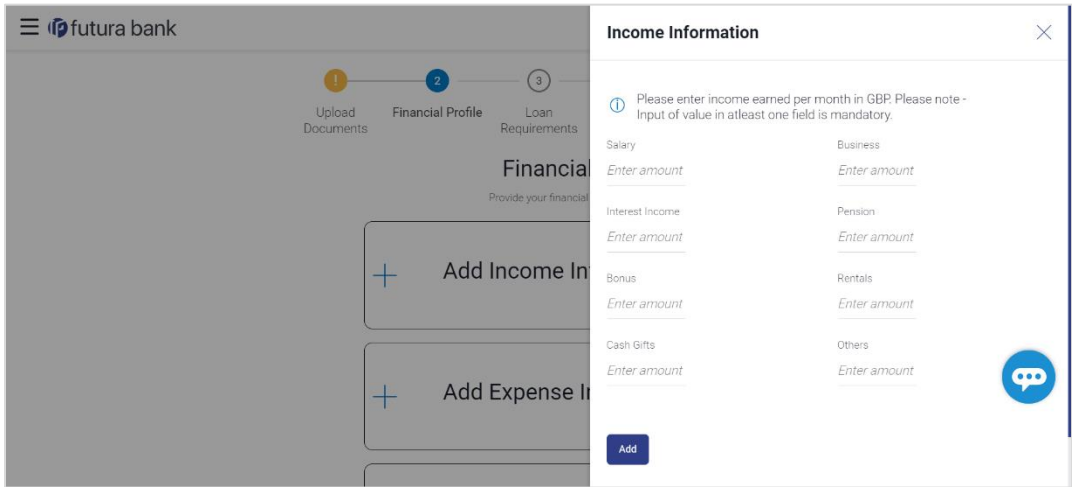 futura bank
!
2
3
Upload
Documents
Financial Profile
Loan
Requirements
Financial
Provide your financial
Add Income In
Add Expense I
Income Information
Please enter income earned per month in GBP. Please note -
Input of value in atleast one field is mandatory.
Salary
Business
Enter amount
Enter amount
Interest Income
Pension
Enter amount
Enter amount
Bonus
Rentals
Enter amount
Enter amount
Cash Gifts
Others
Enter amount
Enter amount
Add